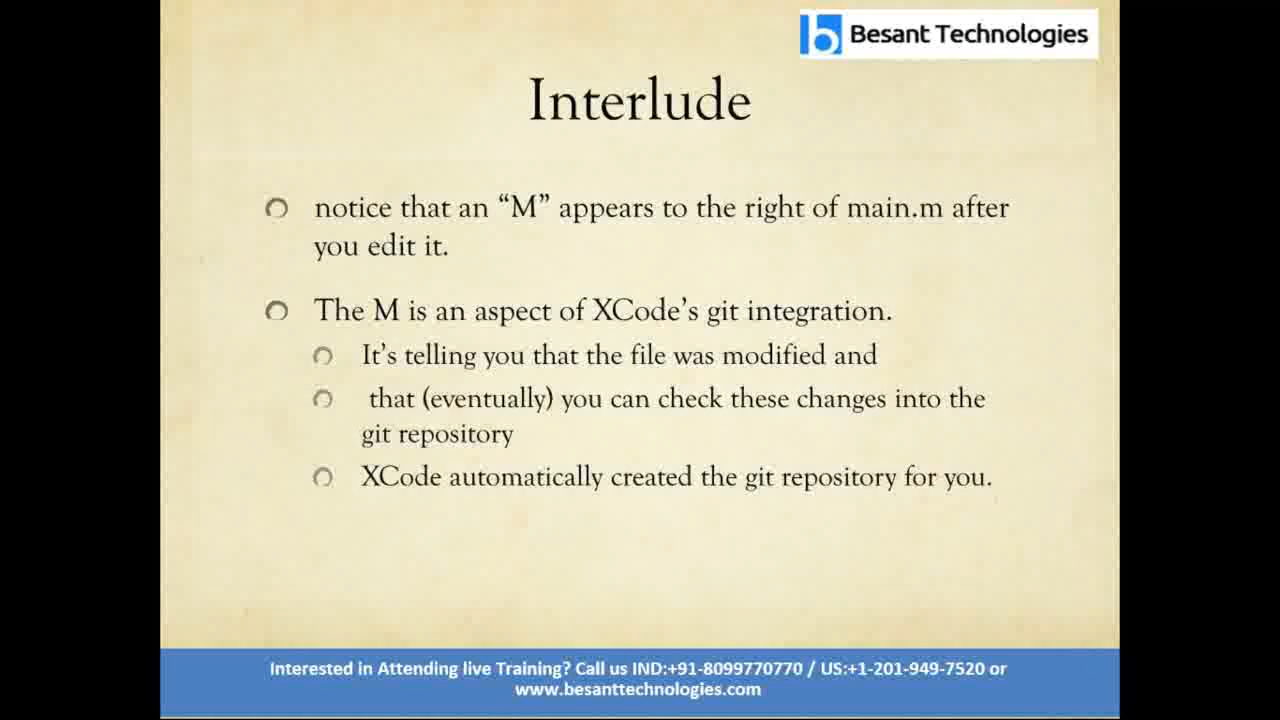 Besant Technologies
Interlude
notice that an “M” appears to the right of main.m after
you edit it.
The M is an aspect of XCode’s git integration.
It’s telling you that the file was modified and
that (eventually) you can check these changes into the
git repository
XCode automatically created the git repository for you.
Interested in Attending live Training? Call us IND:+91-8099770770 / US:+1-201-949-7520 or
www.besanttechnologies.com